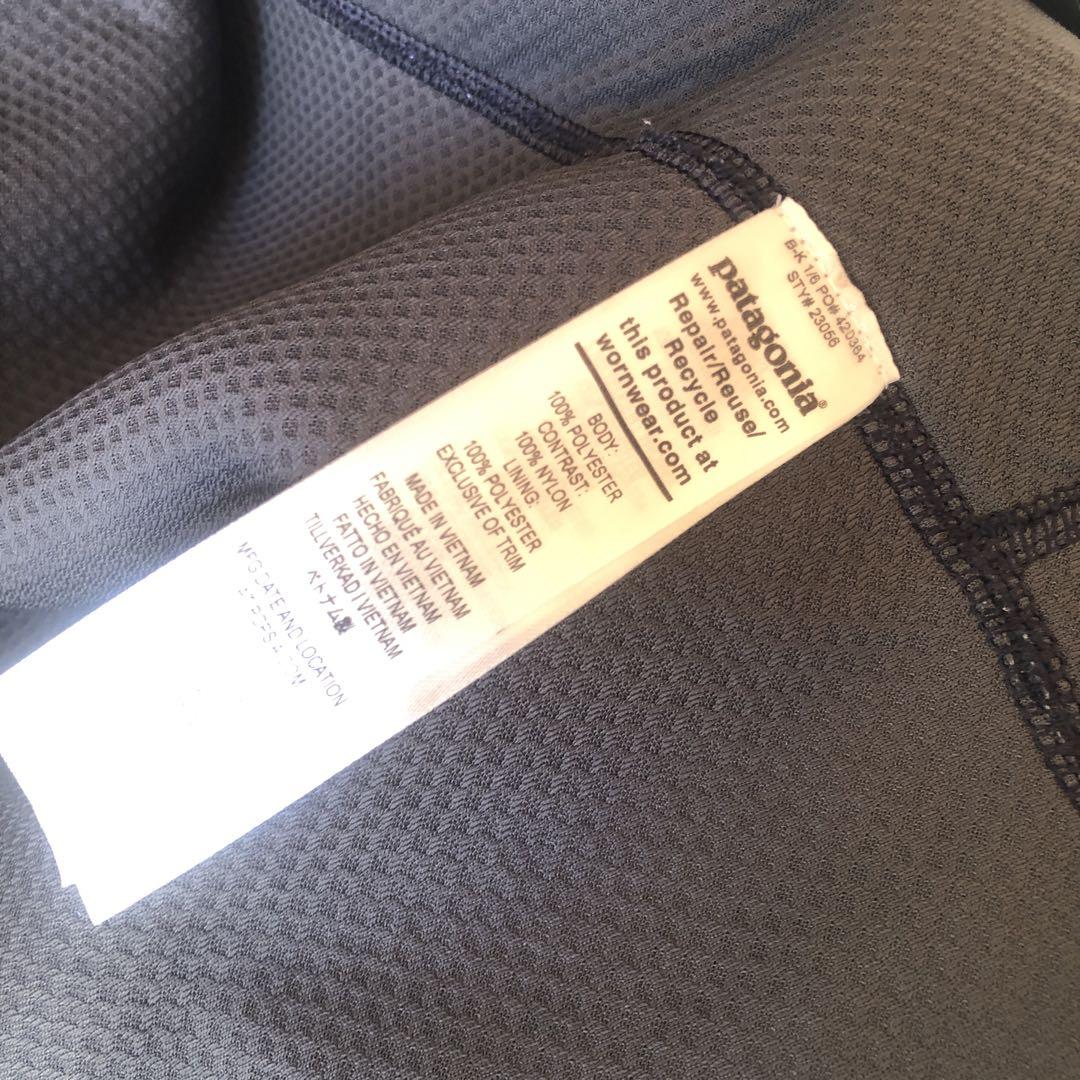 B-K 1/6 PO# 420384
STY# 23056
patagonia®
www.patagonia.com
Repair/Reuse/
Recycle
this product at
wornwear.com
BODY:
100% POLYESTER
CONTRAST:
100% NYLON
LINING:
100% POLYESTER
EXCLUSIVE OF TRIM
MADE IN VIETNAM
FABRIQUE AU VIETNAM
HECHO EN VIETNAM
FATTO IN VIETNAM
TILLVERKAD I VIETNAM
ベトナム製
MFG DATE AND LOCATION